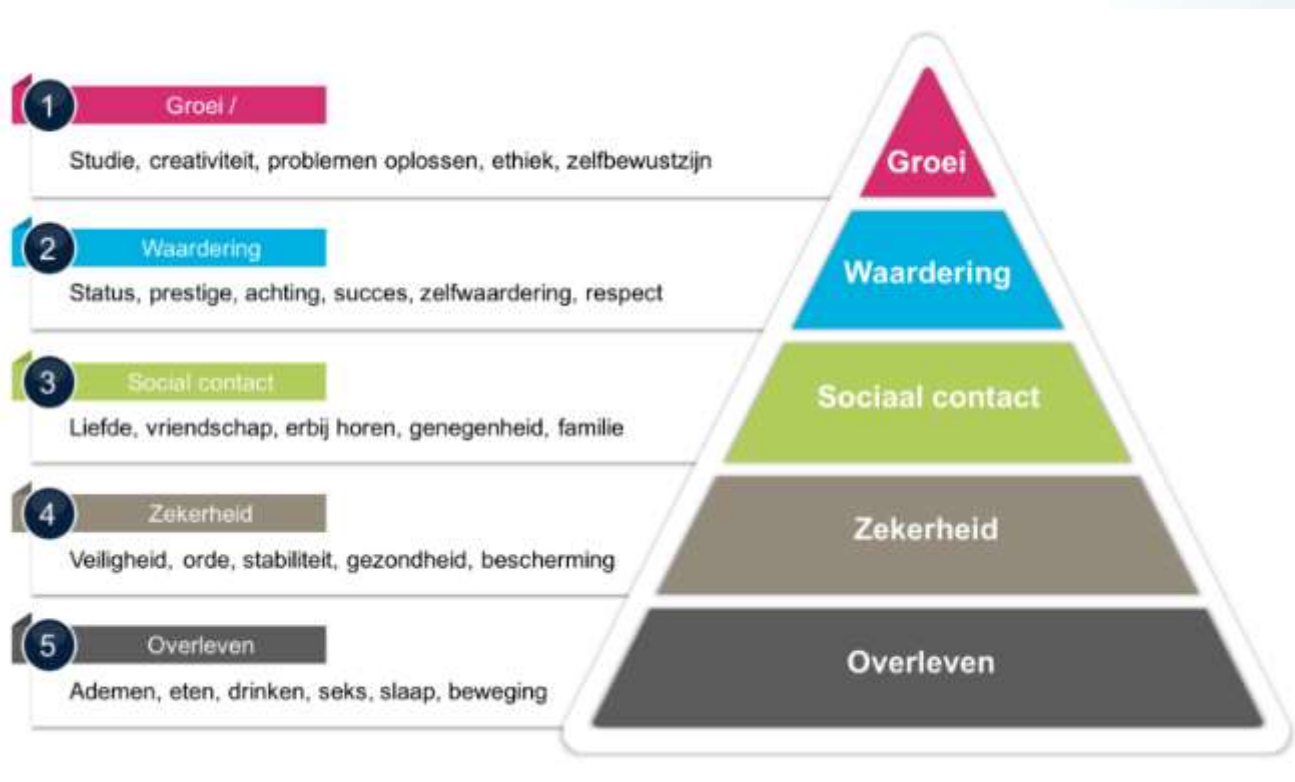 1
Groei /
Studie, creativiteit, problemen oplossen, ethiek, zelfbewustzijn
2
Waardering
Status, prestige, achting, succes, zelfwaardering, respect
3
Social contact
Liefde, vriendschap, erbij horen, genegenheid, familie
4
Zekerheid
Veiligheid, orde, stabiliteit, gezondheid, bescherming
5
Overleven
Ademen, eten, drinken, seks, slaap, beweging
Groei
Waardering
Sociaal contact
Zekerheid
Overleven